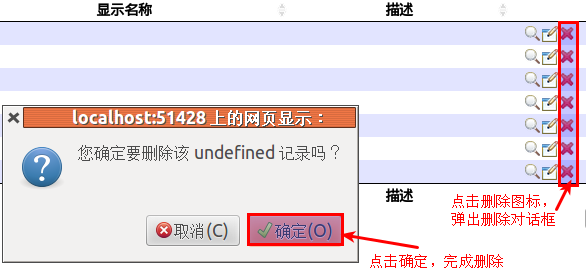 显示名称 描述
localhost:51428 上的网页显示：
您确定要删除该 undefined 记录吗？
取消(C) 确定(O)
描述
点击删除图标，
弹出删除对话框
点击确定，完成删除